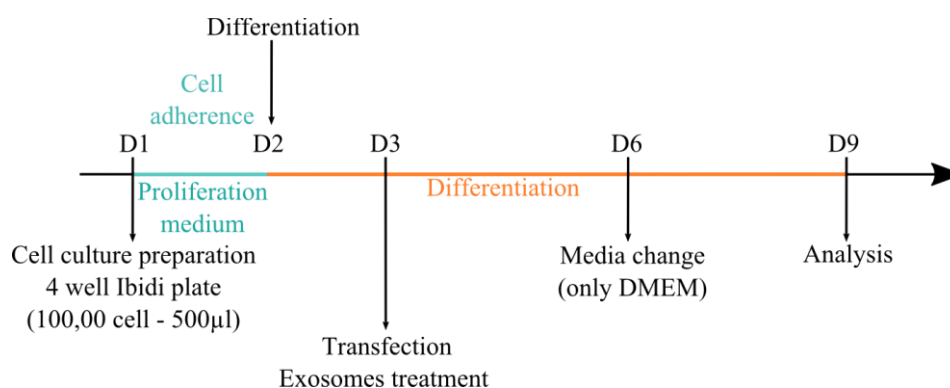 Differentiation
Cell
adherence
D1
D2
D3
D6
D9
Proliferation
medium
Differentiation
Cell culture preparation
4 well Ibidi plate
(100,00 cell - 500µl)
Media change
(only DMEM)
Analysis
Transfection
Exosomes treatment